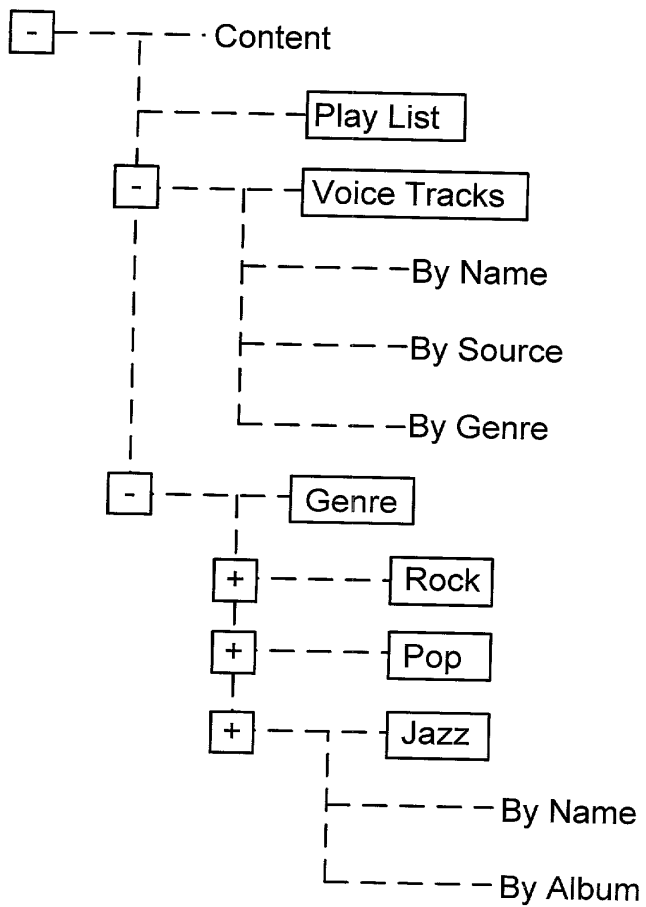 - Content
Play List
- Voice Tracks
By Name
By Source
By Genre
- Genre
+ Rock
+ Pop
+ Jazz
By Name
By Album